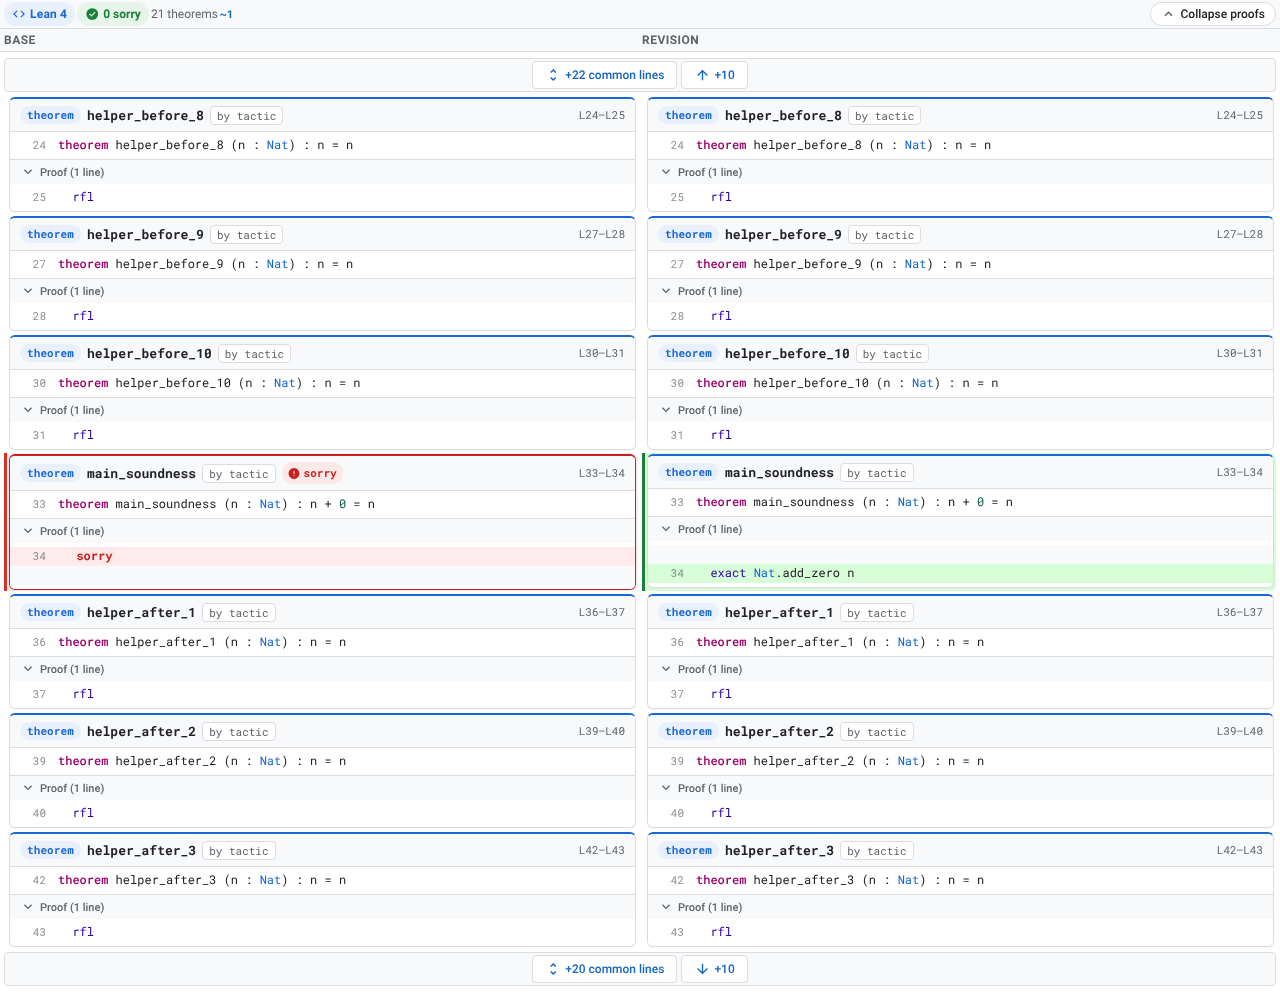 Lean 4 0 sorry 21 theorems ~1 Collapse proofs
BASE REVISION
+22 common lines +10
theorem helper_before_8 by tactic L24–L25 theorem helper_before_8 by tactic L24–L25
24 theorem helper_before_8 (n : Nat) : n = n 24 theorem helper_before_8 (n : Nat) : n = n
Proof (1 line) Proof (1 line)
25 rfl 25 rfl
theorem helper_before_9 by tactic L27–L28 theorem helper_before_9 by tactic L27–L28
27 theorem helper_before_9 (n : Nat) : n = n 27 theorem helper_before_9 (n : Nat) : n = n
Proof (1 line) Proof (1 line)
28 rfl 28 rfl
theorem helper_before_10 by tactic L30–L31 theorem helper_before_10 by tactic L30–L31
30 theorem helper_before_10 (n : Nat) : n = n 30 theorem helper_before_10 (n : Nat) : n = n
Proof (1 line) Proof (1 line)
31 rfl 31 rfl
theorem main_soundness by tactic sorry L33–L34 theorem main_soundness by tactic L33–L34
33 theorem main_soundness (n : Nat) : n + 0 = n 33 theorem main_soundness (n : Nat) : n + 0 = n
Proof (1 line) Proof (1 line)
34 sorry
34 exact Nat.add_zero n
theorem helper_after_1 by tactic L36–L37 theorem helper_after_1 by tactic L36–L37
36 theorem helper_after_1 (n : Nat) : n = n 36 theorem helper_after_1 (n : Nat) : n = n
Proof (1 line) Proof (1 line)
37 rfl 37 rfl
theorem helper_after_2 by tactic L39–L40 theorem helper_after_2 by tactic L39–L40
39 theorem helper_after_2 (n : Nat) : n = n 39 theorem helper_after_2 (n : Nat) : n = n
Proof (1 line) Proof (1 line)
40 rfl 40 rfl
theorem helper_after_3 by tactic L42–L43 theorem helper_after_3 by tactic L42–L43
42 theorem helper_after_3 (n : Nat) : n = n 42 theorem helper_after_3 (n : Nat) : n = n
Proof (1 line) Proof (1 line)
43 rfl 43 rfl
+20 common lines +10